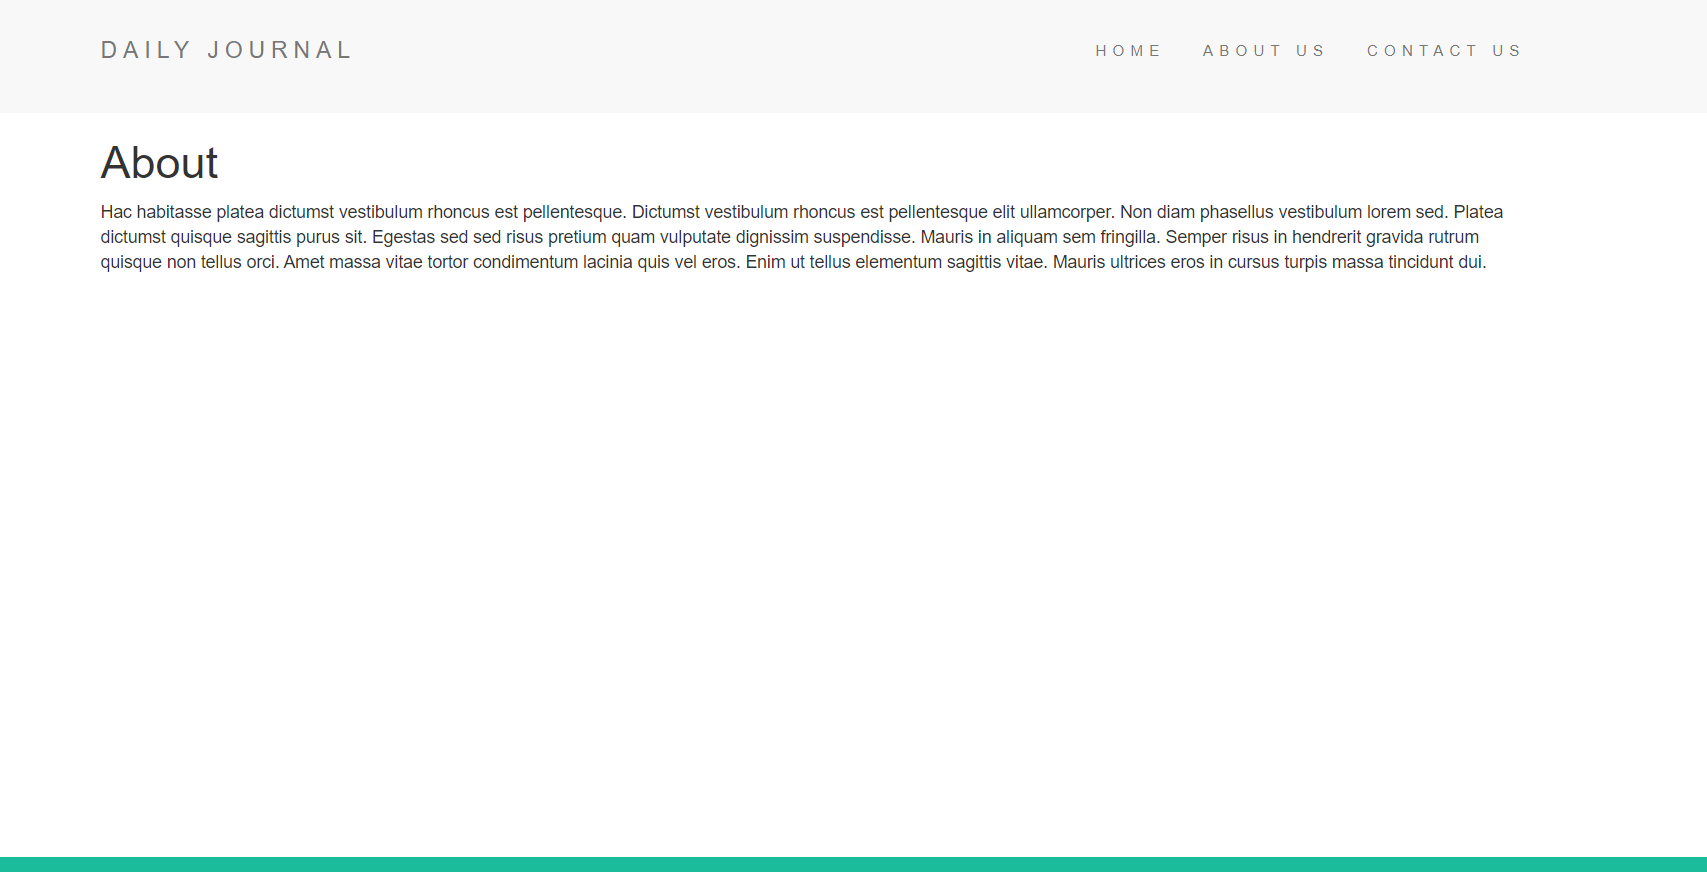 DAILY JOURNAL
HOME ABOUT US CONTACT US
About
Hac habitasse platea dictumst vestibulum rhoncus est pellentesque. Dictumst vestibulum rhoncus est pellentesque elit ullamcorper. Non diam phasellus vestibulum lorem sed. Platea
dictumst quisque sagittis purus sit. Egestas sed sed risus pretium quam vulputate dignissim suspendisse. Mauris in aliquam sem fringilla. Semper risus in hendrerit gravida rutrum
quisque non tellus orci. Amet massa vitae tortor condimentum lacinia quis vel eros. Enim ut tellus elementum sagittis vitae. Mauris ultrices eros in cursus turpis massa tincidunt dui.